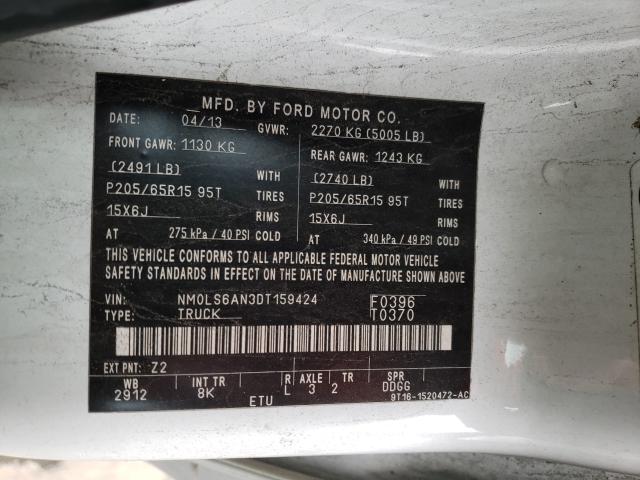 MFD. BY FORD MOTOR CO.
DATE: 04/13 GVWR: 2270 KG (5005 LB)
FRONT GAWR: 1130 KG REAR GAWR: 1243 KG
(2491 LB) WITH (2740 LB) WITH
P205/65R15 95T TIRES P205/65R15 95T TIRES
15X6J RIMS 15X6J RIMS
AT 275 kPa / 40 PSI COLD AT 340 kPa / 49 PSI COLD
THIS VEHICLE CONFORMS TO ALL APPLICABLE FEDERAL MOTOR VEHICLE
SAFETY STANDARDS IN EFFECT ON THE DATE OF MANUFACTURE SHOWN ABOVE
VIN: NM0LS6AN3DT159424 F0396
TYPE: TRUCK T0370
EXT PNT: Z2
WB INT TR R AXLE TR SPR
2912 8K L 3 2 DDGG
ETU 9T16-1520472-AC